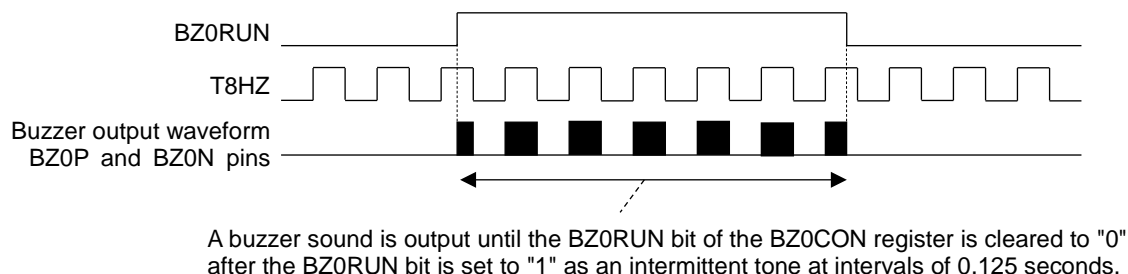 BZ0RUN
T8HZ
Buzzer output waveform
BZ0P and BZ0N pins
A buzzer sound is output until the BZ0RUN bit of the BZ0CON register is cleared to "0"
after the BZ0RUN bit is set to "1" as an intermittent tone at intervals of 0.125 seconds.